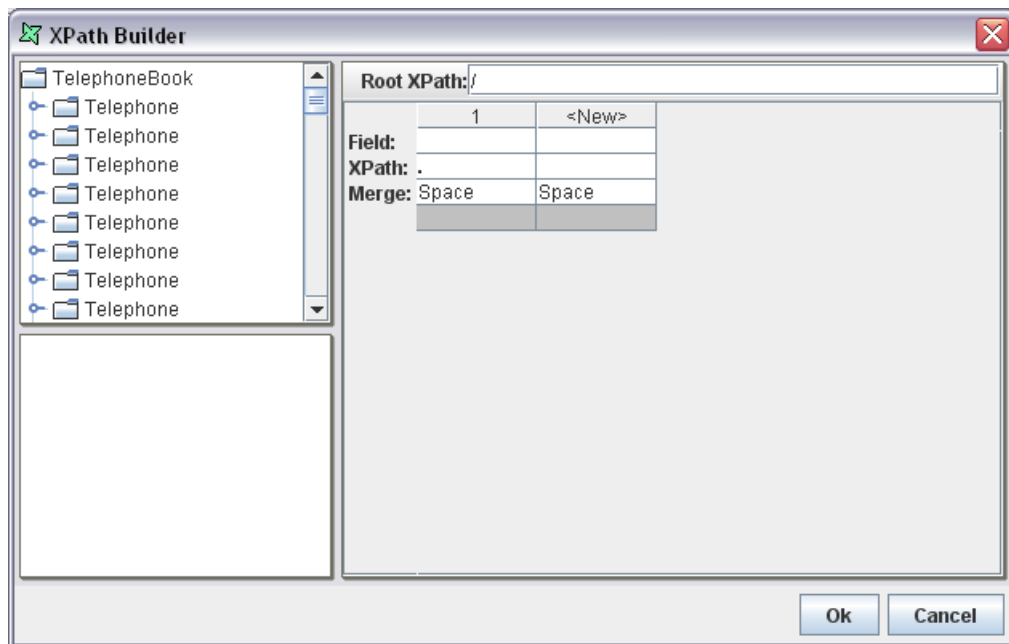 XPath Builder
TelephoneBook
Telephone
Telephone
Telephone
Telephone
Telephone
Telephone
Telephone
Telephone
Root XPath: /
1 <New>
Field:
XPath: .
Merge: Space Space
Ok Cancel